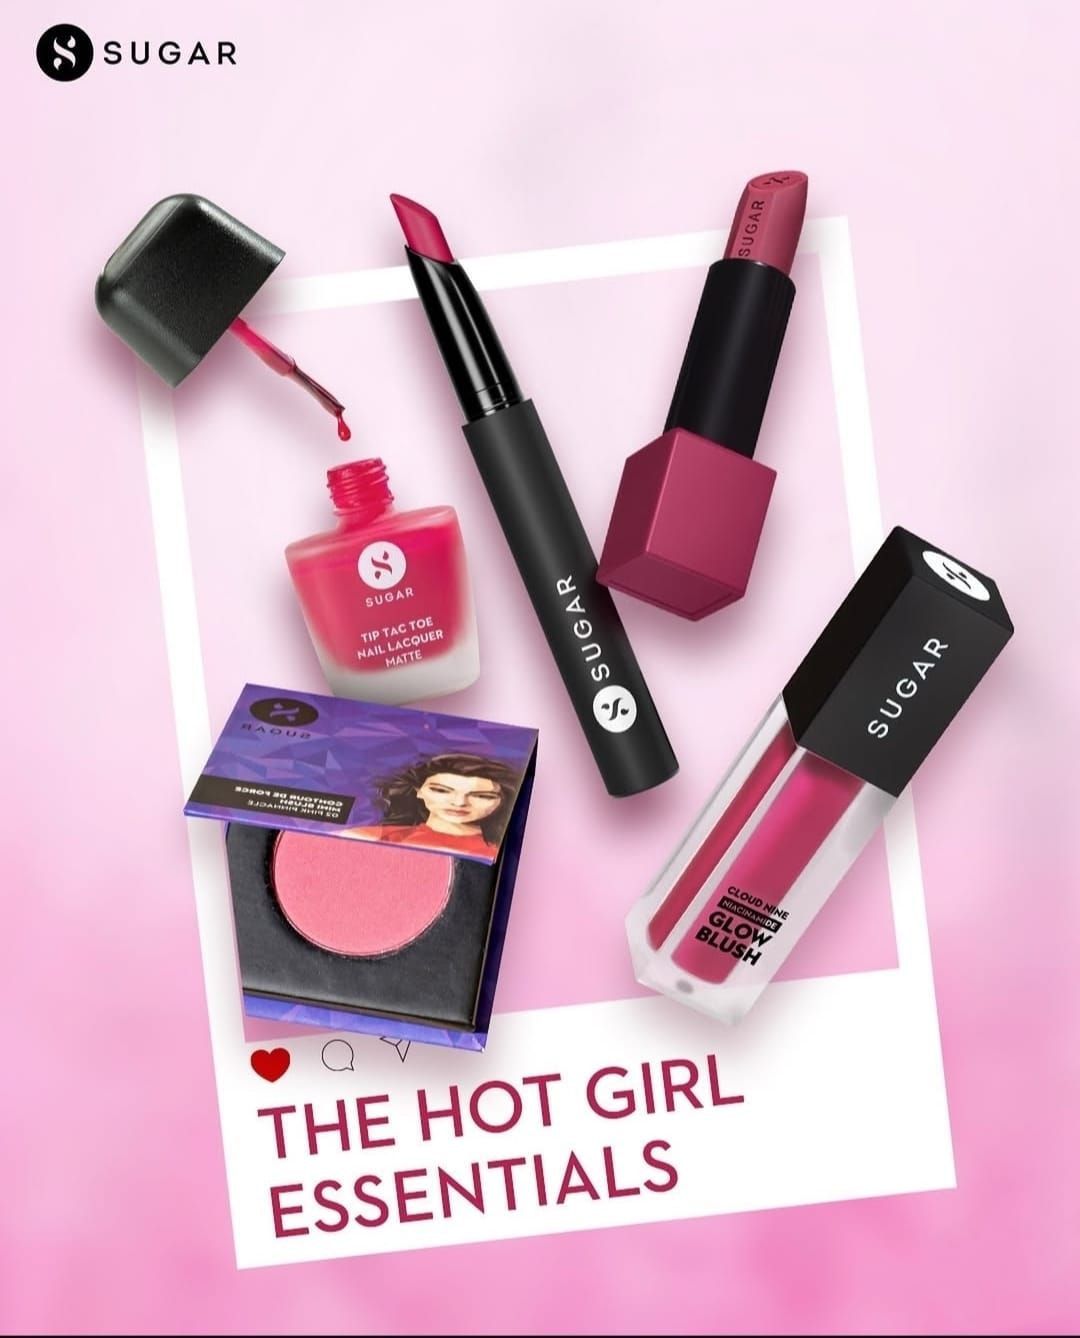 SUGAR
SUGAR
SUGAR
TIP TAC TOE
NAIL LACQUER
MATTE
SUGAR
SUGAR
SUGAR
CONTOUR DE FORCE
MINI BLUSH
02 PINK PINNACLE
SUGAR
CLOUD NINE
NIACINAMIDE
GLOW
BLUSH
THE HOT GIRL
ESSENTIALS